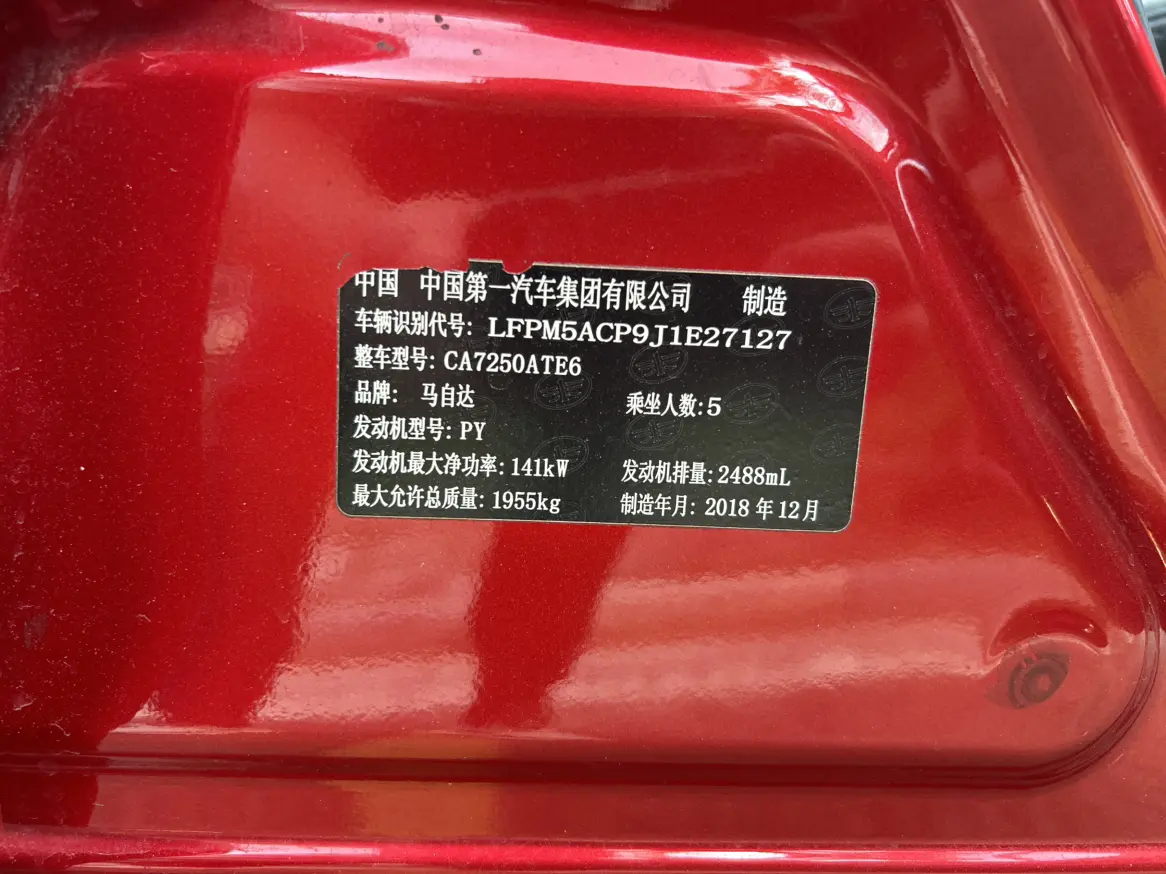 中国 中国第一汽车集团有限公司 制造
车辆识别代号: LFPM5ACP9J1E27127
整车型号: CA7250ATE6
品牌: 马自达 乘坐人数: 5
发动机型号: PY
发动机最大净功率: 141kW 发动机排量: 2488mL
最大允许总质量: 1955kg 制造年月: 2018 年 12 月